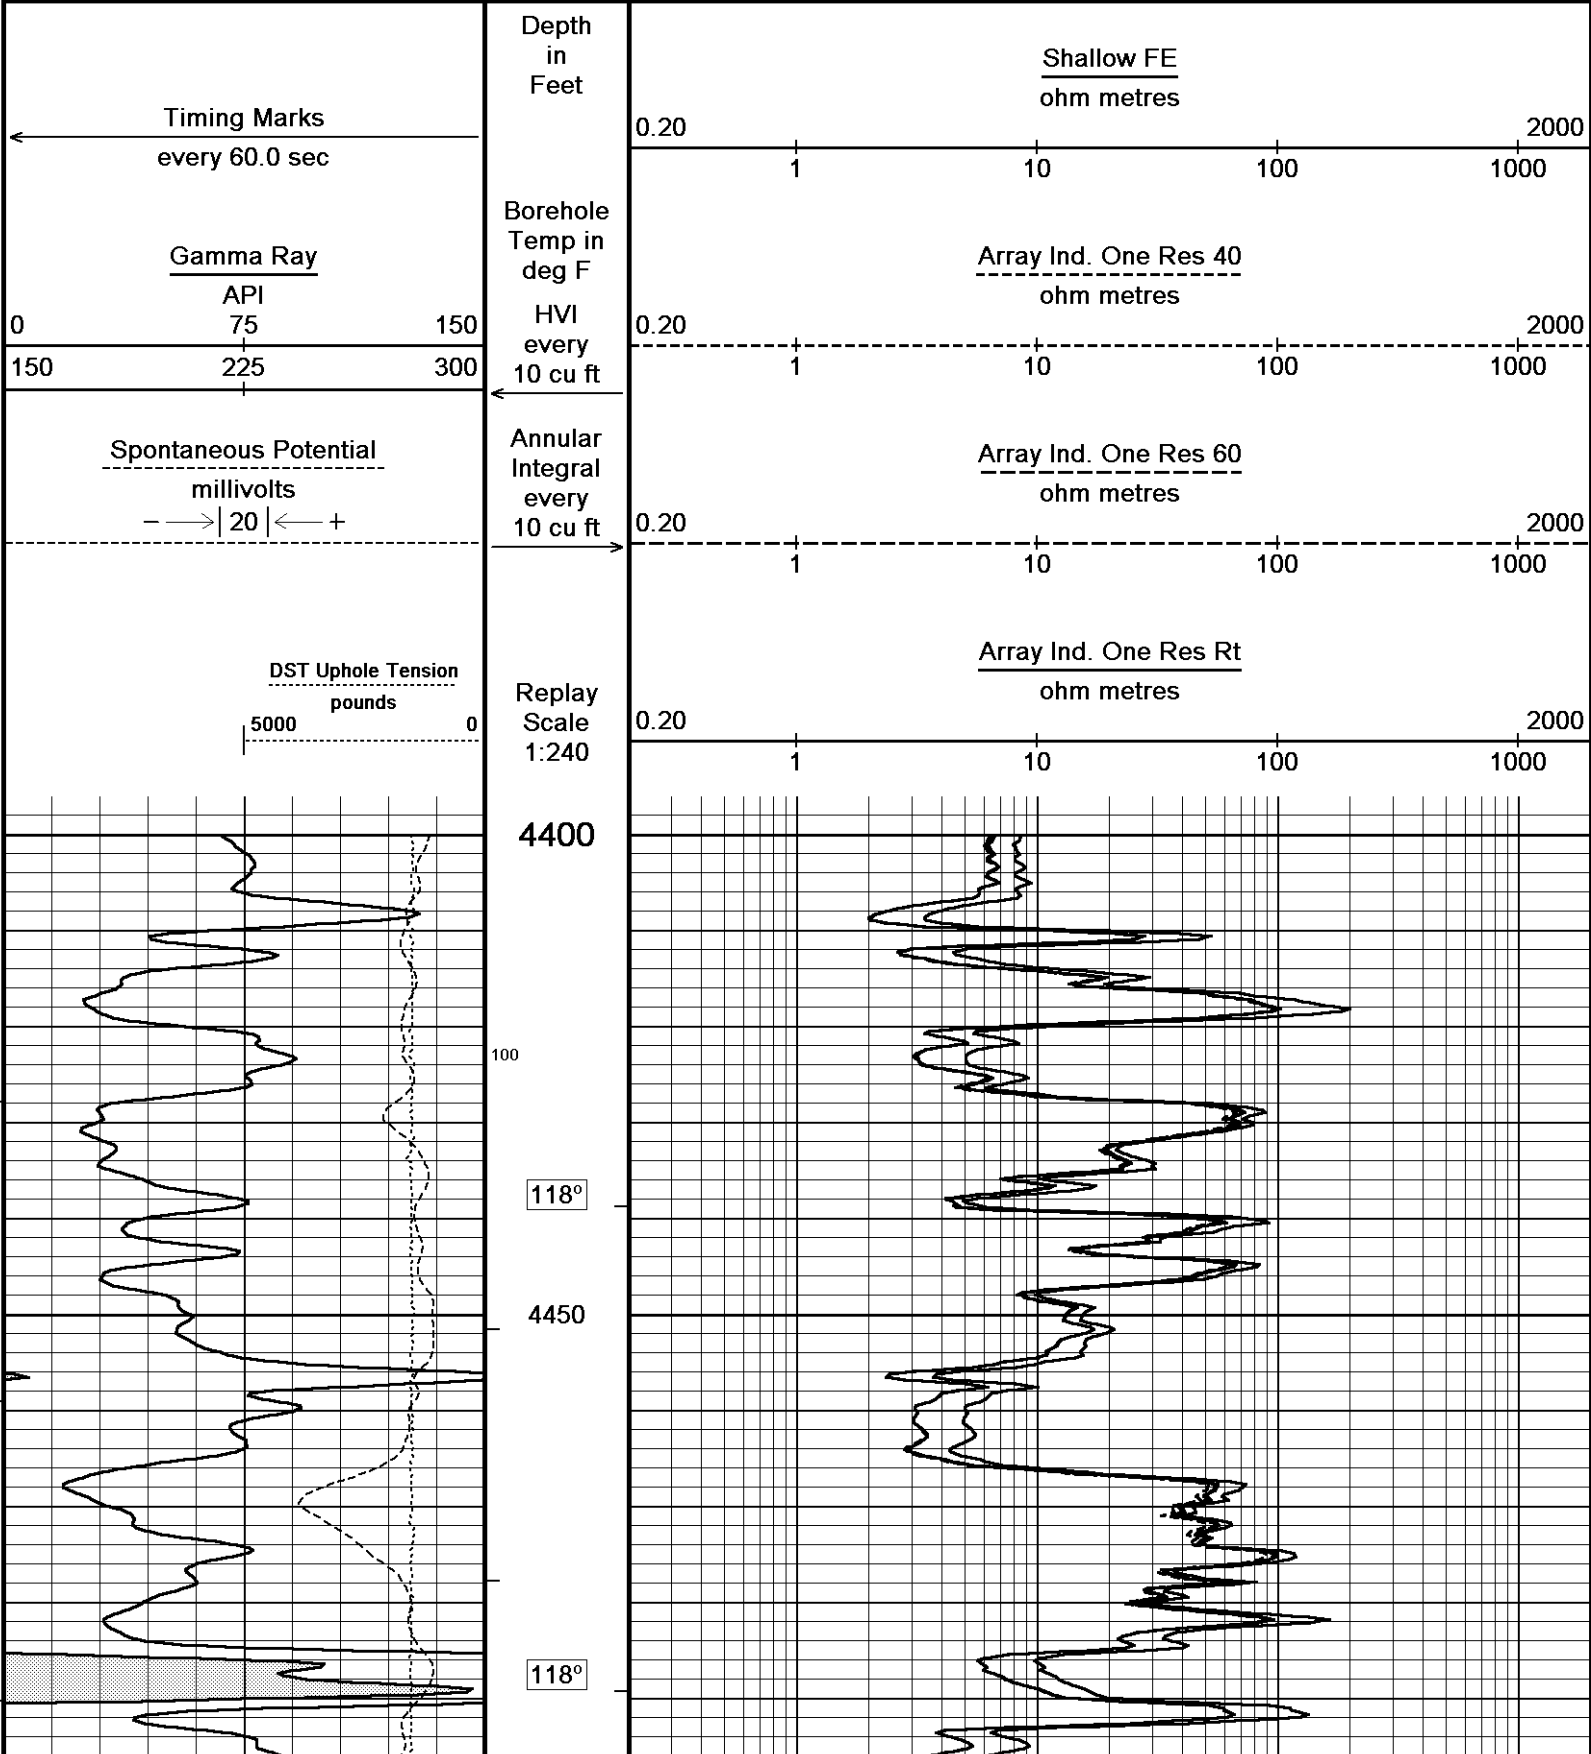 Timing Marks
every 60.0 sec
Gamma Ray
API
0 75 150
150 225 300
Spontaneous Potential
millivolts
− 20 +
DST Uphole Tension
pounds
5000 0
Depth
in
Feet
Borehole
Temp in
deg F
HVI
every
10 cu ft
Annular
Integral
every
10 cu ft
Replay
Scale
1:240
Shallow FE
ohm metres
0.20 2000
1 10 100 1000
Array Ind. One Res 40
ohm metres
0.20 2000
1 10 100 1000
Array Ind. One Res 60
ohm metres
0.20 2000
1 10 100 1000
Array Ind. One Res Rt
ohm metres
0.20 2000
1 10 100 1000
4400
100
118º
4450
118º